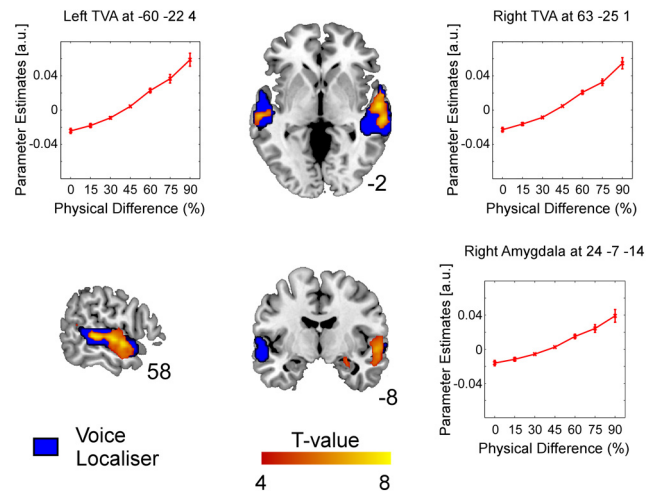 Left TVA at -60 -22 4
Parameter Estimates [a.u.]
0.04
0
-0.04
0 15 30 45 60 75 90
Physical Difference (%)
-2
Right TVA at 63 -25 1
Parameter Estimates [a.u.]
0.04
0
-0.04
0 15 30 45 60 75 90
Physical Difference (%)
58
-8
Right Amygdala at 24 -7 -14
Parameter Estimates [a.u.]
0.04
0
-0.04
0 15 30 45 60 75 90
Physical Difference (%)
Voice
Localiser
T-value
4 8